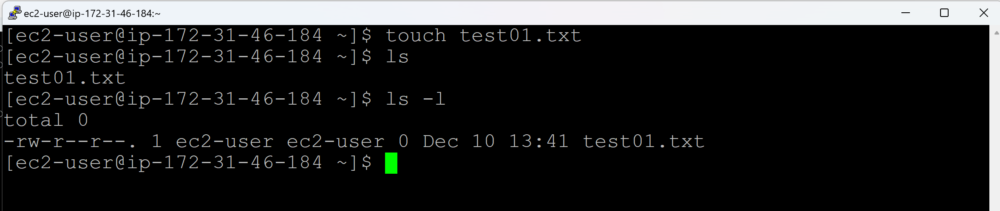 ec2-user@ip-172-31-46-184:~
[ec2-user@ip-172-31-46-184 ~]$ touch test01.txt
[ec2-user@ip-172-31-46-184 ~]$ ls
test01.txt
[ec2-user@ip-172-31-46-184 ~]$ ls -l
total 0
-rw-r--r--. 1 ec2-user ec2-user 0 Dec 10 13:41 test01.txt
[ec2-user@ip-172-31-46-184 ~]$